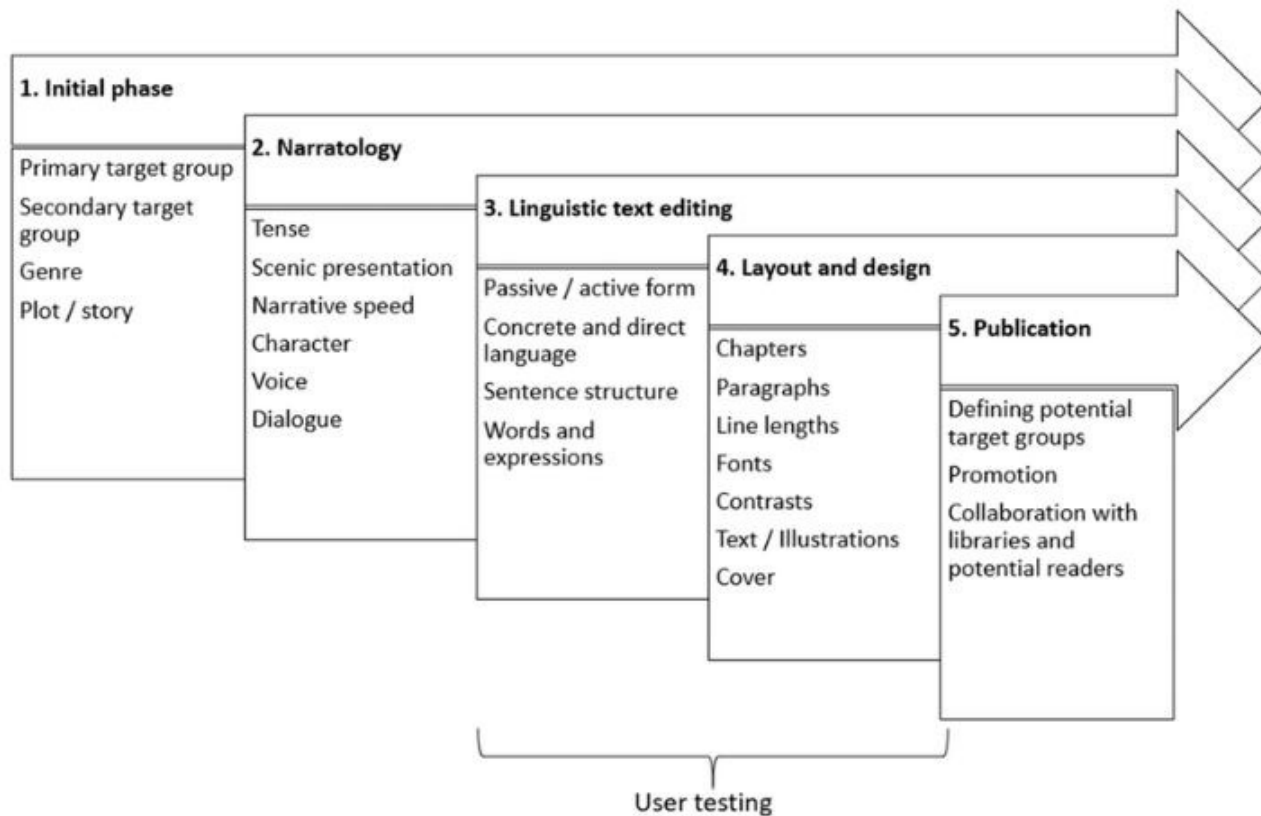 1. Initial phase
Primary target group
Secondary target
group
Genre
Plot / story
2. Narratology
Tense
Scenic presentation
Narrative speed
Character
Voice
Dialogue
3. Linguistic text editing
Passive / active form
Concrete and direct
language
Sentence structure
Words and
expressions
4. Layout and design
Chapters
Paragraphs
Line lengths
Fonts
Contrasts
Text / Illustrations
Cover
5. Publication
Defining potential
target groups
Promotion
Collaboration with
libraries and
potential readers
User testing